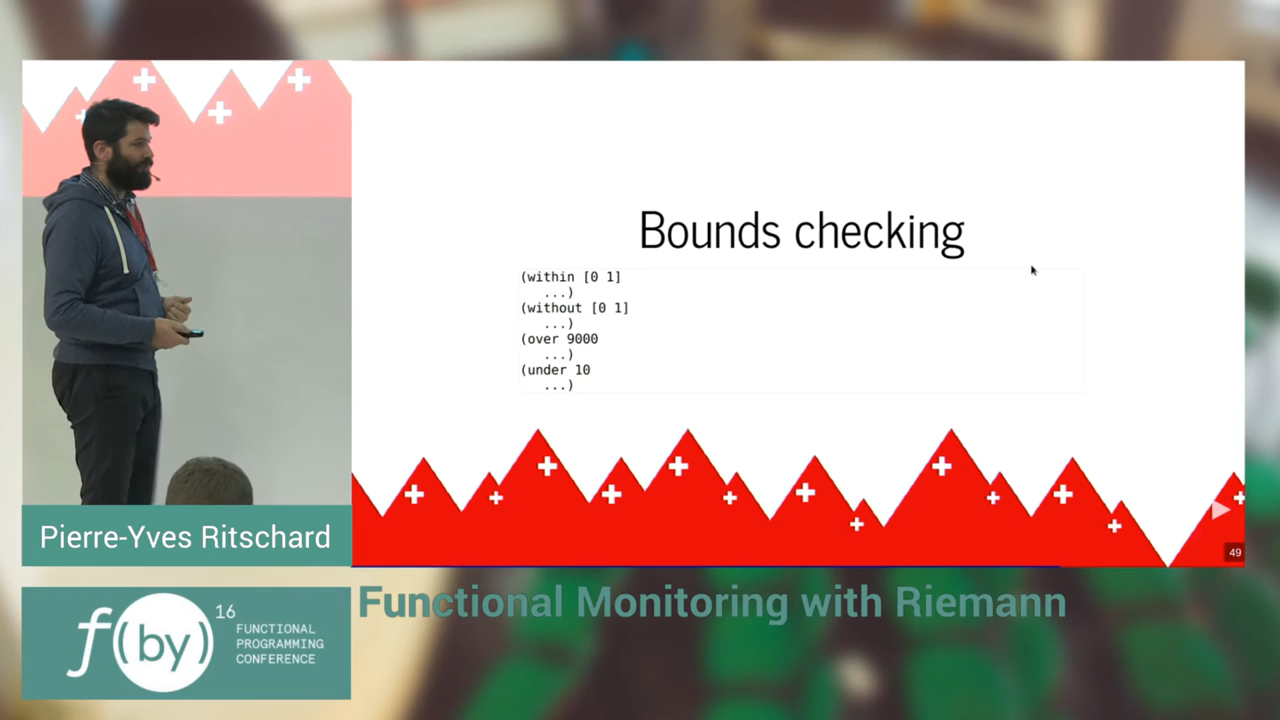 Bounds checking
(within [0 1]
...)
(without [0 1]
...)
(over 9000
...)
(under 10
...)
49
Pierre-Yves Ritschard
f(by) 16
FUNCTIONAL
PROGRAMMING
CONFERENCE
Functional Monitoring with Riemann